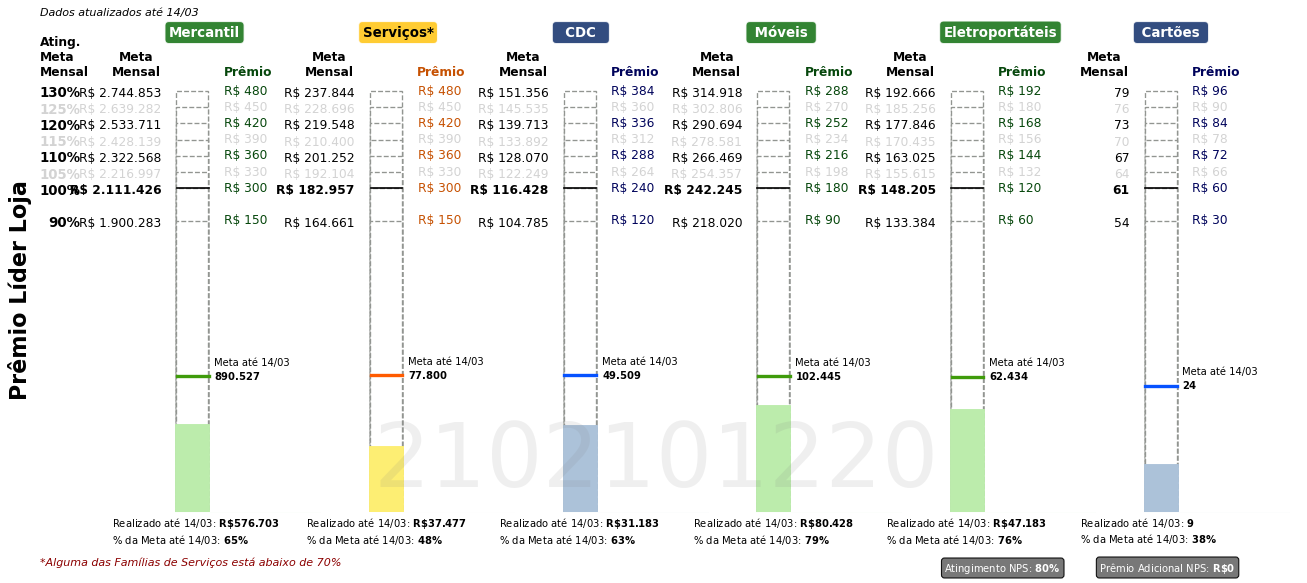 Dados atualizados até 14/03
Mercantil Serviços* CDC Móveis Eletroportáteis Cartões
Ating.
Meta Meta Meta Meta Meta Meta Meta
Mensal Mensal Prêmio Mensal Prêmio Mensal Prêmio Mensal Prêmio Mensal Prêmio Mensal Prêmio
130% R$ 2.744.853 R$ 480 R$ 237.844 R$ 480 R$ 151.356 R$ 384 R$ 314.918 R$ 288 R$ 192.666 R$ 192 79 R$ 96
125% R$ 2.639.282 R$ 450 R$ 228.696 R$ 450 R$ 145.535 R$ 360 R$ 302.806 R$ 270 R$ 185.256 R$ 180 76 R$ 90
120% R$ 2.533.711 R$ 420 R$ 219.548 R$ 420 R$ 139.713 R$ 336 R$ 290.694 R$ 252 R$ 177.846 R$ 168 73 R$ 84
115% R$ 2.428.139 R$ 390 R$ 210.400 R$ 390 R$ 133.892 R$ 312 R$ 278.581 R$ 234 R$ 170.435 R$ 156 70 R$ 78
110% R$ 2.322.568 R$ 360 R$ 201.252 R$ 360 R$ 128.070 R$ 288 R$ 266.469 R$ 216 R$ 163.025 R$ 144 67 R$ 72
105% R$ 2.216.997 R$ 330 R$ 192.104 R$ 330 R$ 122.249 R$ 264 R$ 254.357 R$ 198 R$ 155.615 R$ 132 64 R$ 66
100% R$ 2.111.426 R$ 300 R$ 182.957 R$ 300 R$ 116.428 R$ 240 R$ 242.245 R$ 180 R$ 148.205 R$ 120 61 R$ 60
90% R$ 1.900.283 R$ 150 R$ 164.661 R$ 150 R$ 104.785 R$ 120 R$ 218.020 R$ 90 R$ 133.384 R$ 60 54 R$ 30
Prêmio Líder Loja
Meta até 14/03 Meta até 14/03 Meta até 14/03 Meta até 14/03 Meta até 14/03 Meta até 14/03
890.527 77.800 49.509 102.445 62.434 24
2102101220
Realizado até 14/03: R$576.703 Realizado até 14/03: R$37.477 Realizado até 14/03: R$31.183 Realizado até 14/03: R$80.428 Realizado até 14/03: R$47.183 Realizado até 14/03: 9
% da Meta até 14/03: 65% % da Meta até 14/03: 48% % da Meta até 14/03: 63% % da Meta até 14/03: 79% % da Meta até 14/03: 76% % da Meta até 14/03: 38%
*Alguma das Famílias de Serviços está abaixo de 70% Atingimento NPS: 80% Prêmio Adicional NPS: R$0